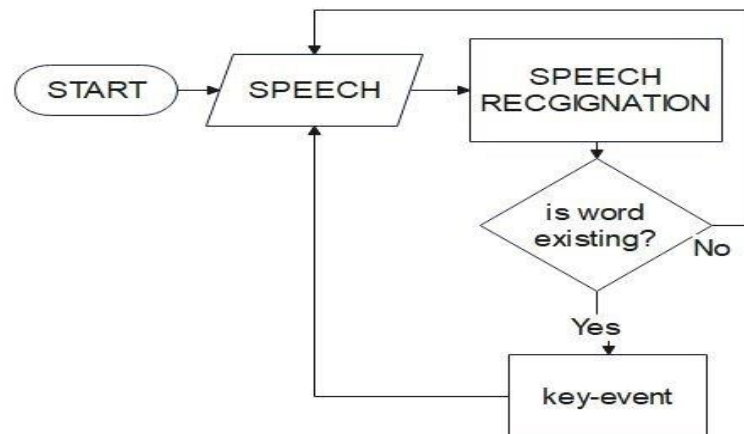 START
SPEECH
SPEECH
RECGIGNATION
is word
existing?
No
Yes
key-event